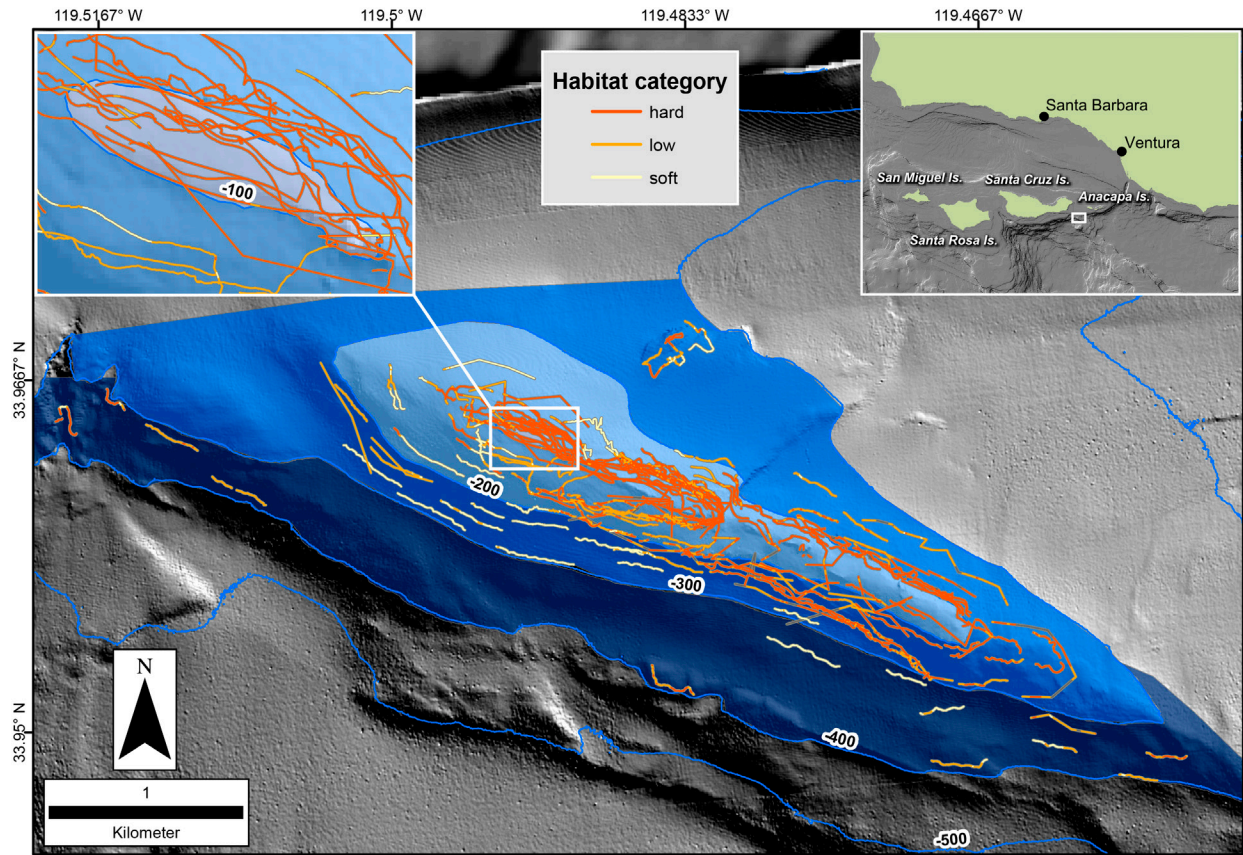 119.5167° W
119.5° W
119.4833° W
119.4667° W
33.9667° N
33.95° N
-100
Habitat category
hard
low
soft
Santa Barbara
Ventura
San Miguel Is.
Santa Cruz Is.
Anacapa Is.
Santa Rosa Is.
-200
-300
-400
-500
N
1
Kilometer